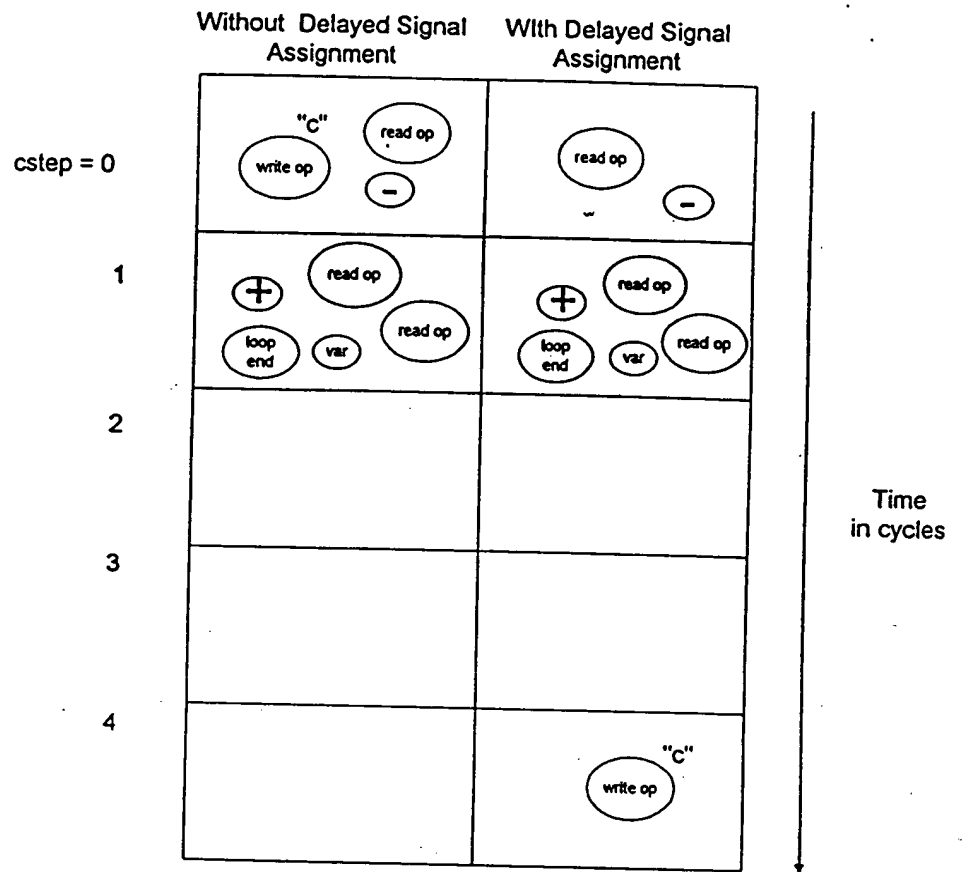 Without Delayed Signal
Assignment
WIth Delayed Signal
Assignment
cstep = 0
"C"
write op
read op
−
read op
−
1
+
read op
read op
loop
end
var
+
read op
read op
loop
end
var
2
3
4
"C"
write op
Time
in cycles